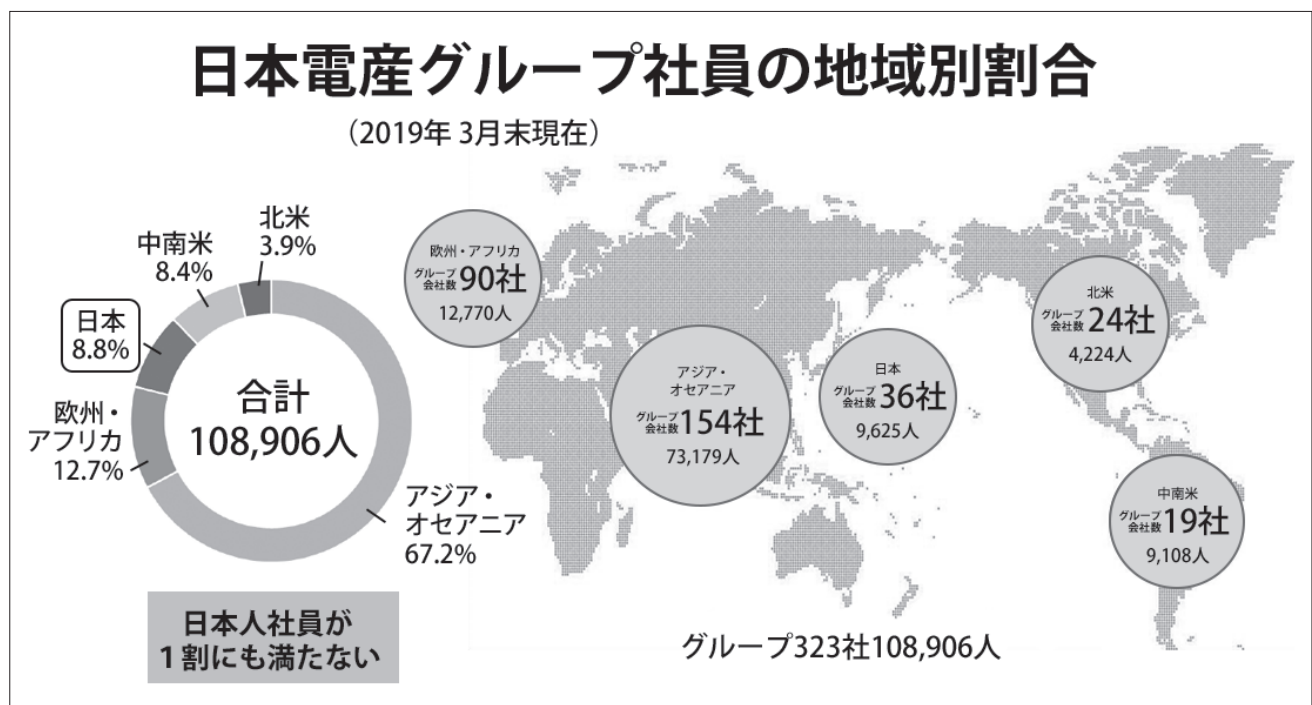 日本電産グループ社員の地域別割合
（2019年 3月末現在）
北米
3.9%
中南米
8.4%
日本
8.8%
欧州・
アフリカ
12.7%
アジア・
オセアニア
67.2%
合計
108,906人
日本人社員が
1割にも満たない
欧州・アフリカ
グループ
会社数 90社
12,770人
アジア・
オセアニア
グループ
会社数 154社
73,179人
日本
グループ
会社数 36社
9,625人
北米
グループ
会社数 24社
4,224人
中南米
グループ
会社数 19社
9,108人
グループ323社108,906人